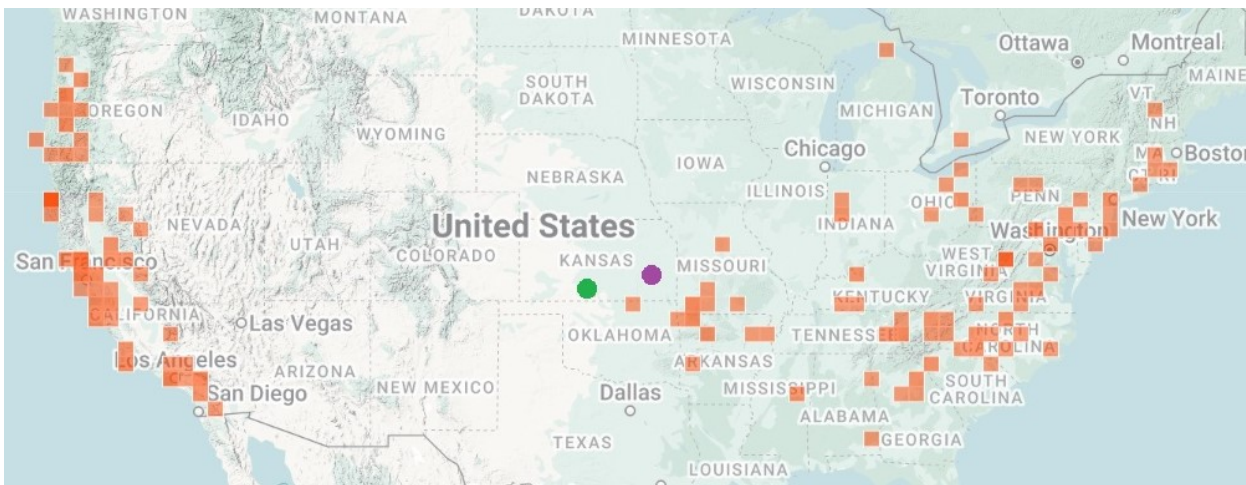 WASHINGTON
MONTANA
DAKOTA
MINNESOTA
Ottawa
Montreal
MAINE
OREGON
IDAHO
SOUTH
DAKOTA
WISCONSIN
MICHIGAN
Toronto
VT
NH
WYOMING
NEW YORK
IOWA
Chicago
MA
Boston
CT RI
NEBRASKA
ILLINOIS
INDIANA
OHIO
PENN
New York
NEVADA
United States
Washington
UTAH
COLORADO
KANSAS
MISSOURI
WEST
VIRGINIA
San Francisco
KENTUCKY
VIRGINIA
CALIFORNIA
Las Vegas
OKLAHOMA
TENNESSEE
NORTH
CAROLINA
Los Angeles
ARIZONA
NEW MEXICO
ARKANSAS
MISSISSIPPI
SOUTH
CAROLINA
San Diego
Dallas
ALABAMA
GEORGIA
TEXAS
LOUISIANA